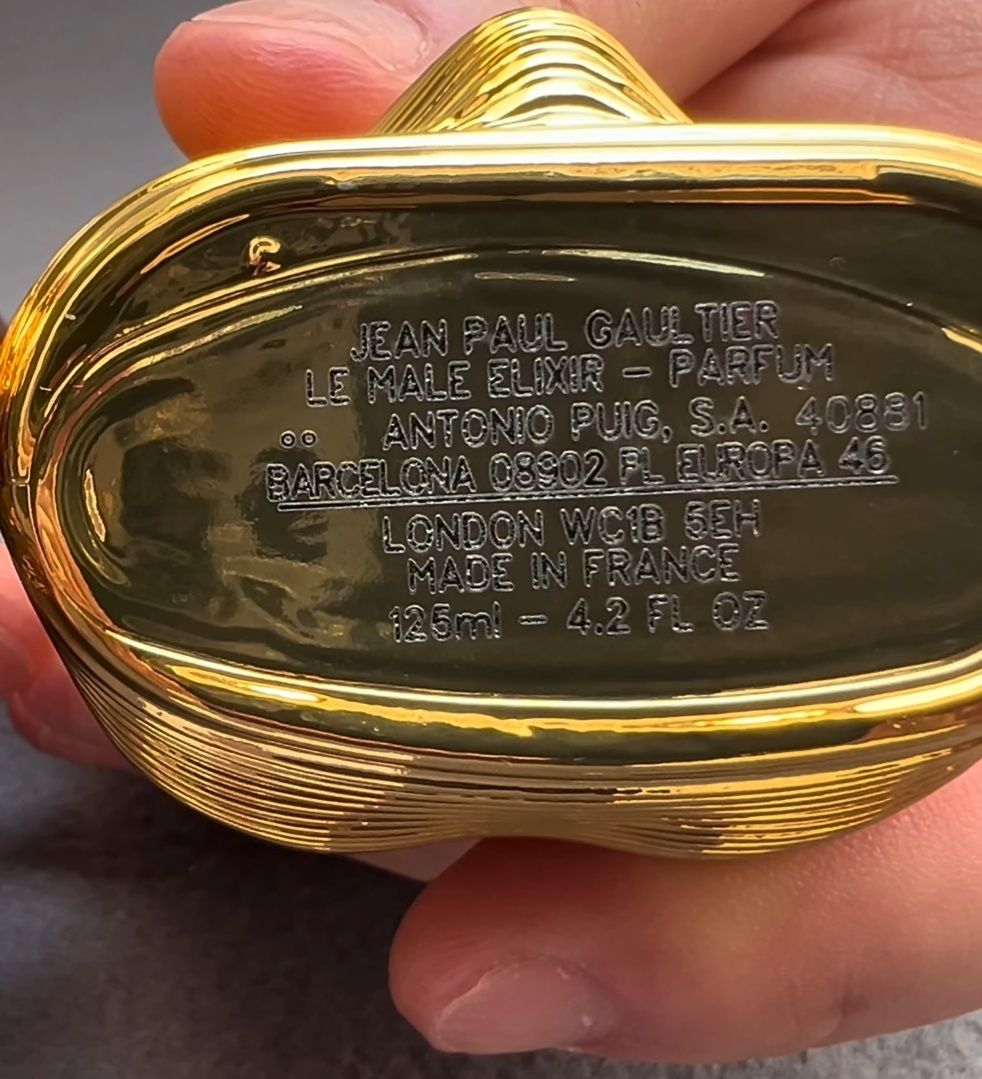 JEAN PAUL GAULTIER
LE MALE ELIXIR – PARFUM
öö ANTONIO PUIG, S.A. 40881
BARCELONA 08902 PL EUROPA 46
LONDON WC1B 5EH
MADE IN FRANCE
125ml – 4.2 FL OZ